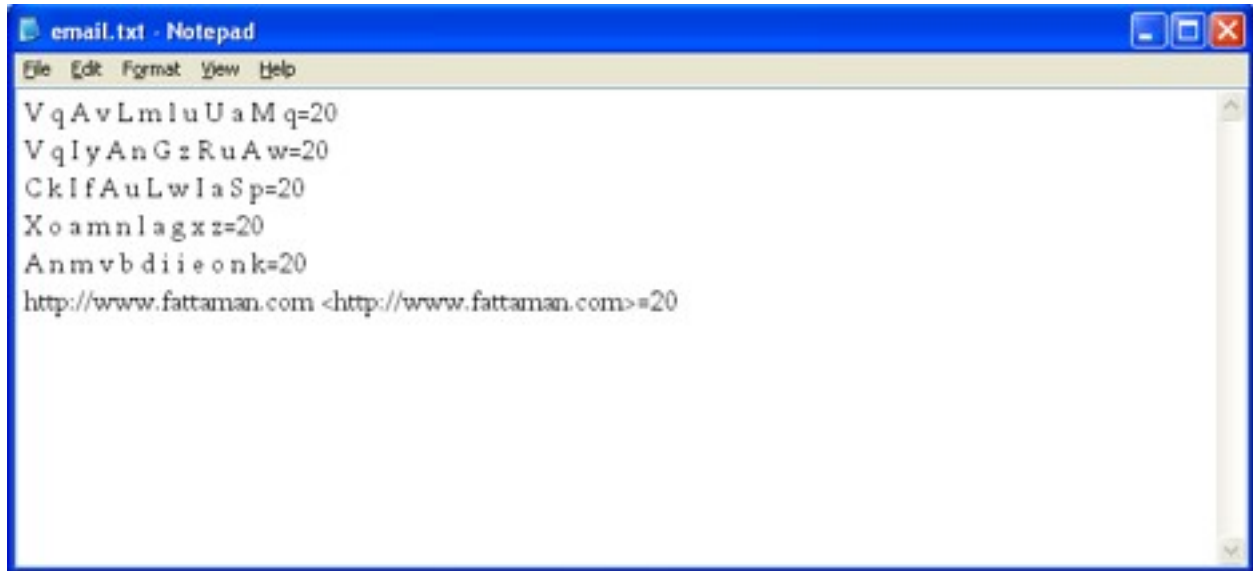 email.txt - Notepad
File Edit Format View Help
V q A v L m l u U a M q=20
V q I y A n G z R u A w=20
C k I f A u L w I a S p=20
X o a m n l a g x z=20
A n m v b d i i e o n k=20
http://www.fattaman.com <http://www.fattaman.com>=20